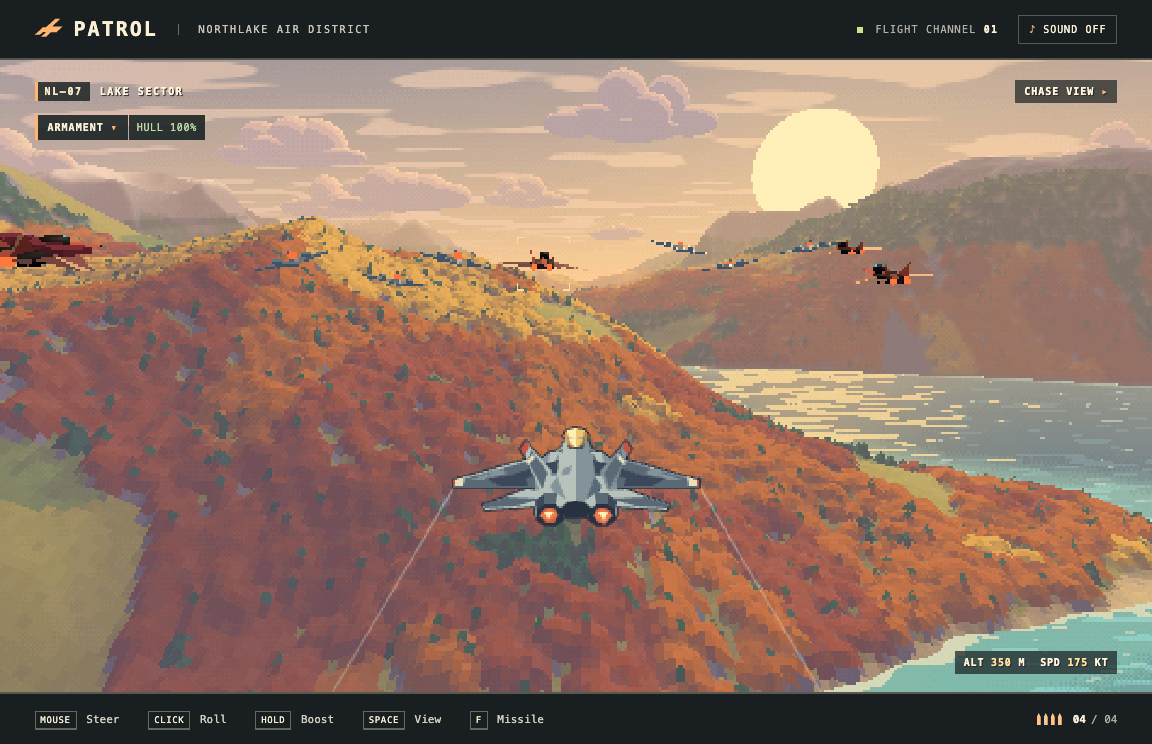 PATROL NORTHLAKE AIR DISTRICT
FLIGHT CHANNEL 01
♪ SOUND OFF
NL–07 LAKE SECTOR
CHASE VIEW ▸
ARMAMENT ▾ HULL 100%
ALT 350 M SPD 175 KT
MOUSE Steer CLICK Roll HOLD Boost SPACE View F Missile
04 / 04